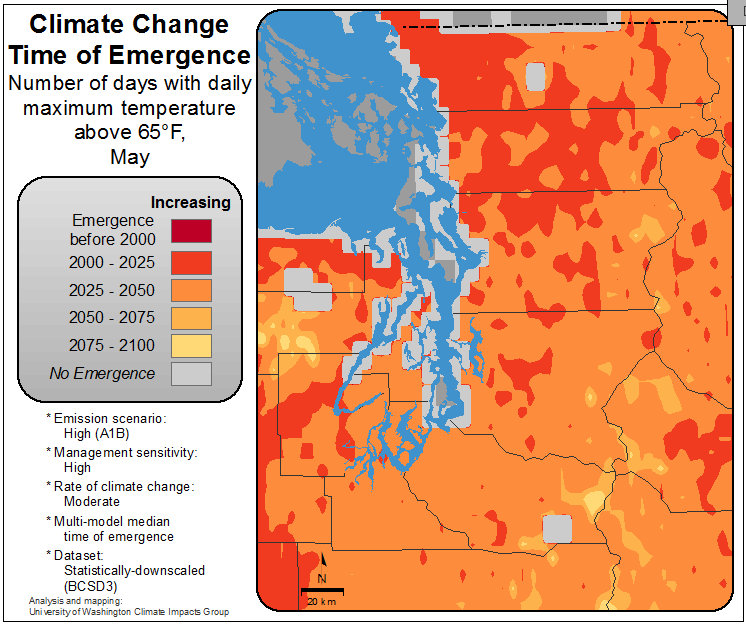 Climate Change
Time of Emergence
Number of days with daily
maximum temperature
above 65°F,
May
Increasing
Emergence
before 2000
2000 - 2025
2025 - 2050
2050 - 2075
2075 - 2100
No Emergence
* Emission scenario:
High (A1B)
* Management sensitivity:
High
* Rate of climate change:
Moderate
* Multi-model median
time of emergence
* Dataset:
Statistically-downscaled
(BCSD3)
Analysis and mapping:
University of Washington Climate Impacts Group
N
20 km